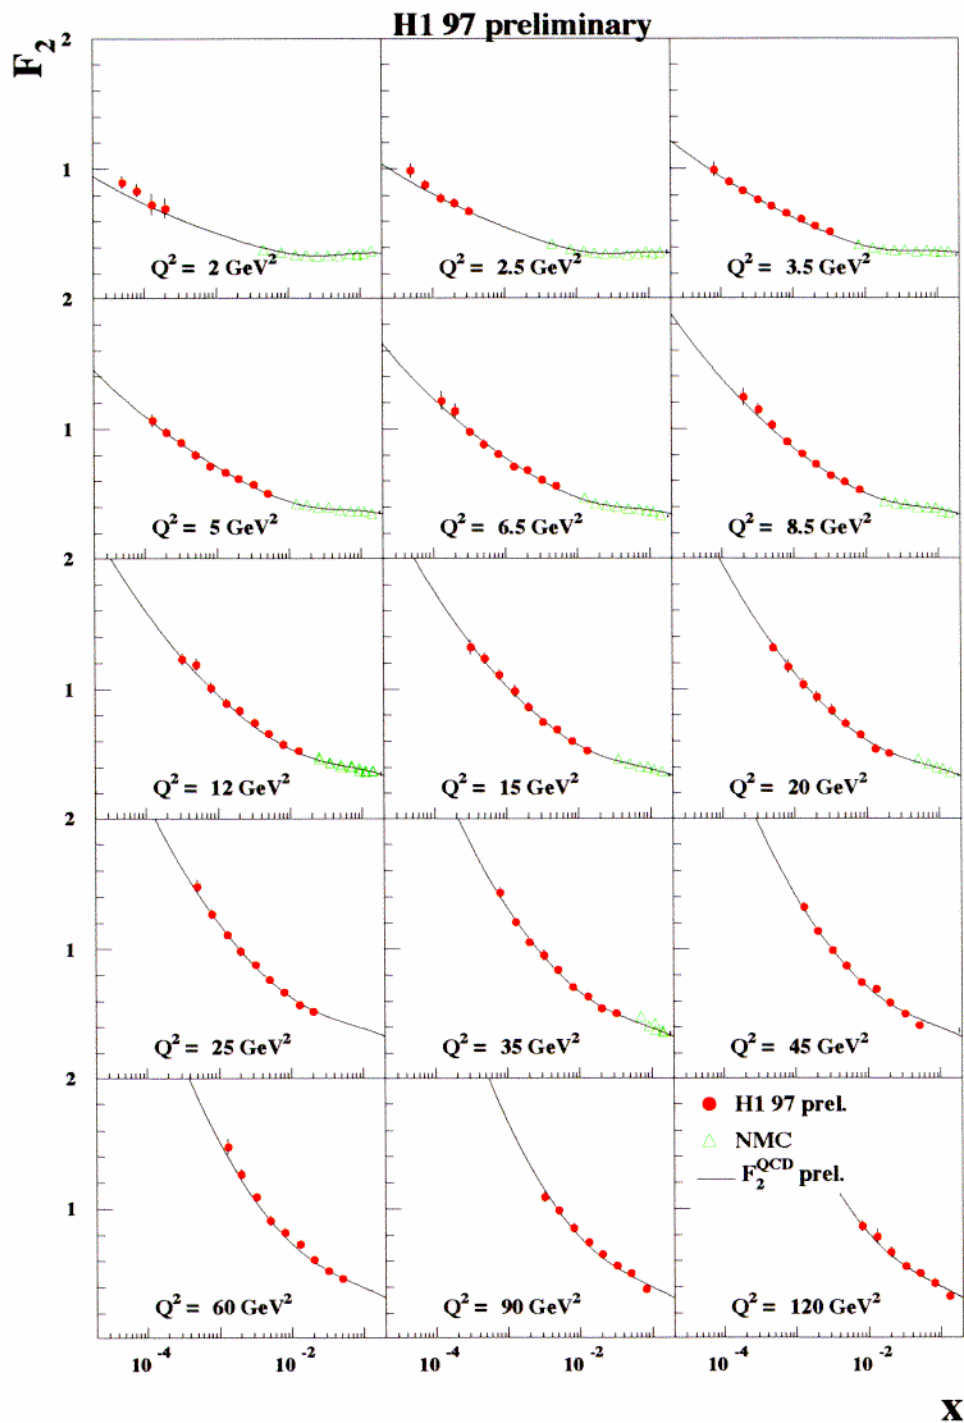 H1 97 preliminary
F₂
2
1
Q² = 2 GeV²
Q² = 2.5 GeV²
Q² = 3.5 GeV²
2
1
Q² = 5 GeV²
Q² = 6.5 GeV²
Q² = 8.5 GeV²
2
1
Q² = 12 GeV²
Q² = 15 GeV²
Q² = 20 GeV²
2
1
Q² = 25 GeV²
Q² = 35 GeV²
Q² = 45 GeV²
2
H1 97 prel.
NMC
F₂^QCD prel.
1
Q² = 60 GeV²
Q² = 90 GeV²
Q² = 120 GeV²
10⁻⁴ 10⁻² 10⁻⁴ 10⁻² 10⁻⁴ 10⁻²
x